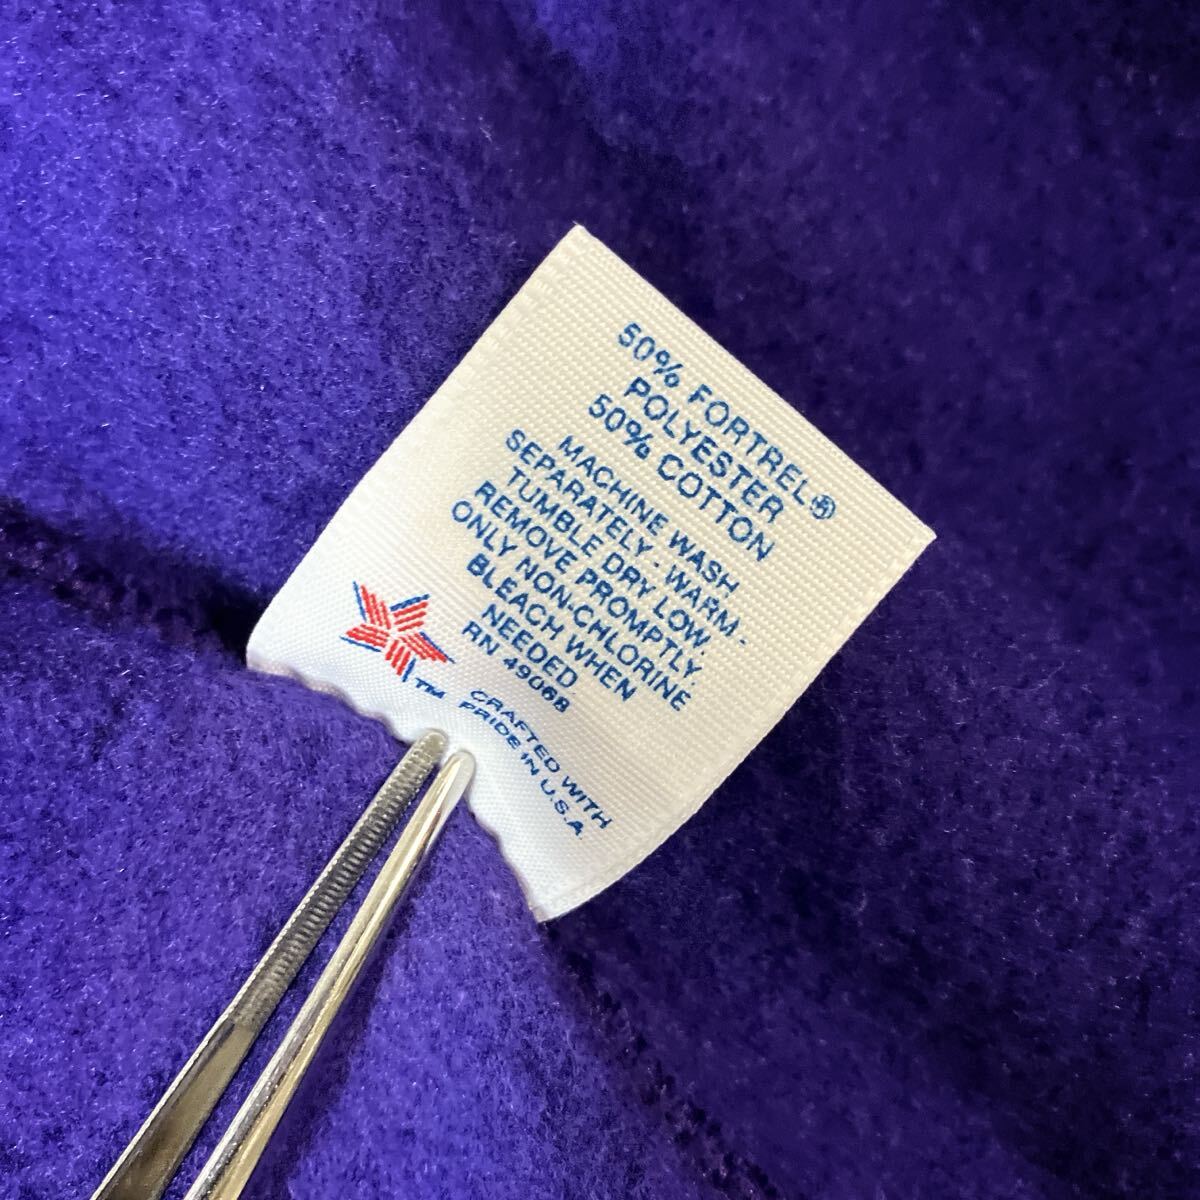 50% FORTREL®
POLYESTER
50% COTTON
MACHINE WASH
SEPARATELY - WARM -
TUMBLE DRY LOW.
REMOVE PROMPTLY.
ONLY NON-CHLORINE
BLEACH WHEN
NEEDED
RN 49068
TM
CRAFTED WITH
PRIDE IN U.S.A.